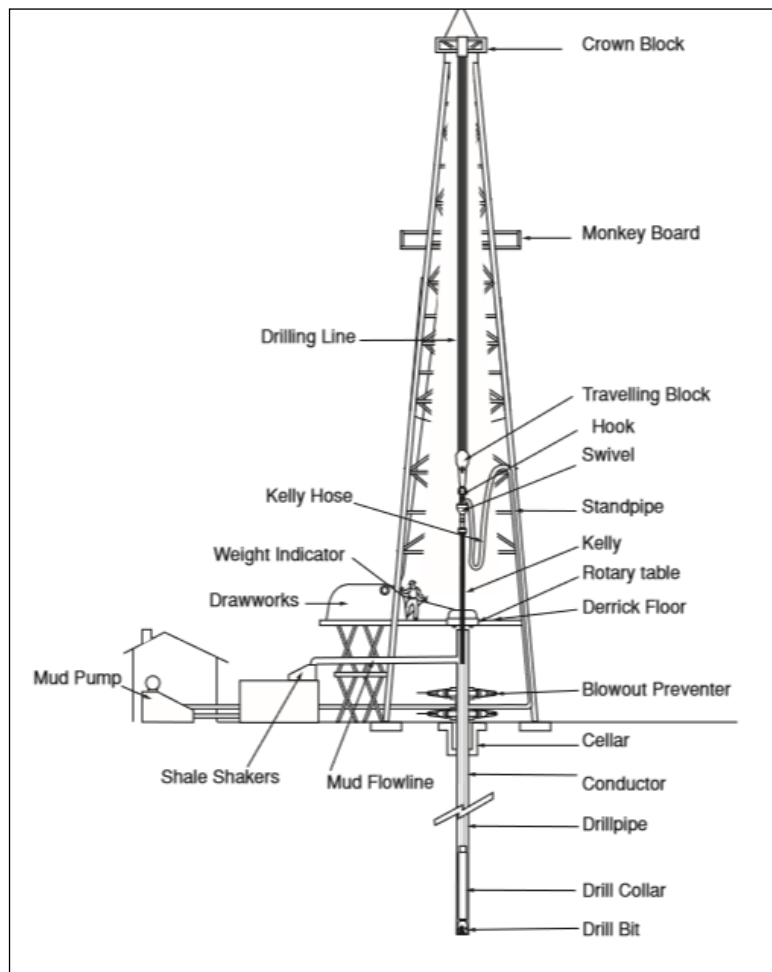 Crown Block
Monkey Board
Drilling Line
Travelling Block
Hook
Swivel
Kelly Hose
Standpipe
Kelly
Weight Indicator
Rotary table
Drawworks
Derrick Floor
Mud Pump
Blowout Preventer
Cellar
Shale Shakers
Mud Flowline
Conductor
Drillpipe
Drill Collar
Drill Bit